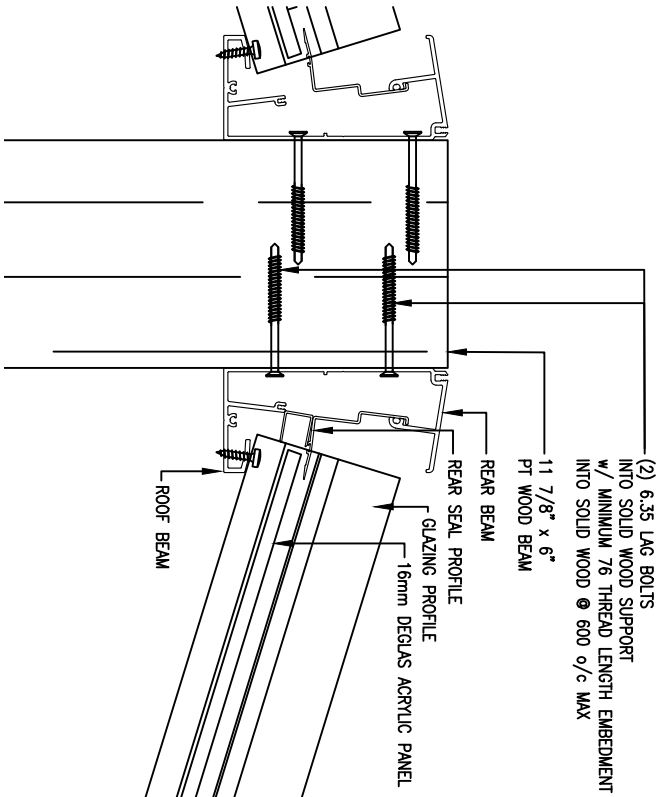 (2) 6.35 LAG BOLTS
INTO SOLID WOOD SUPPORT
w/ MINIMUM 76 THREAD LENGTH EMBEDMENT
INTO SOLID WOOD @ 600 o/c MAX
11 7/8" x 6"
PT WOOD BEAM
REAR BEAM
REAR SEAL PROFILE
GLAZING PROFILE
16mm DEGLAS ACRYLIC PANEL
ROOF BEAM